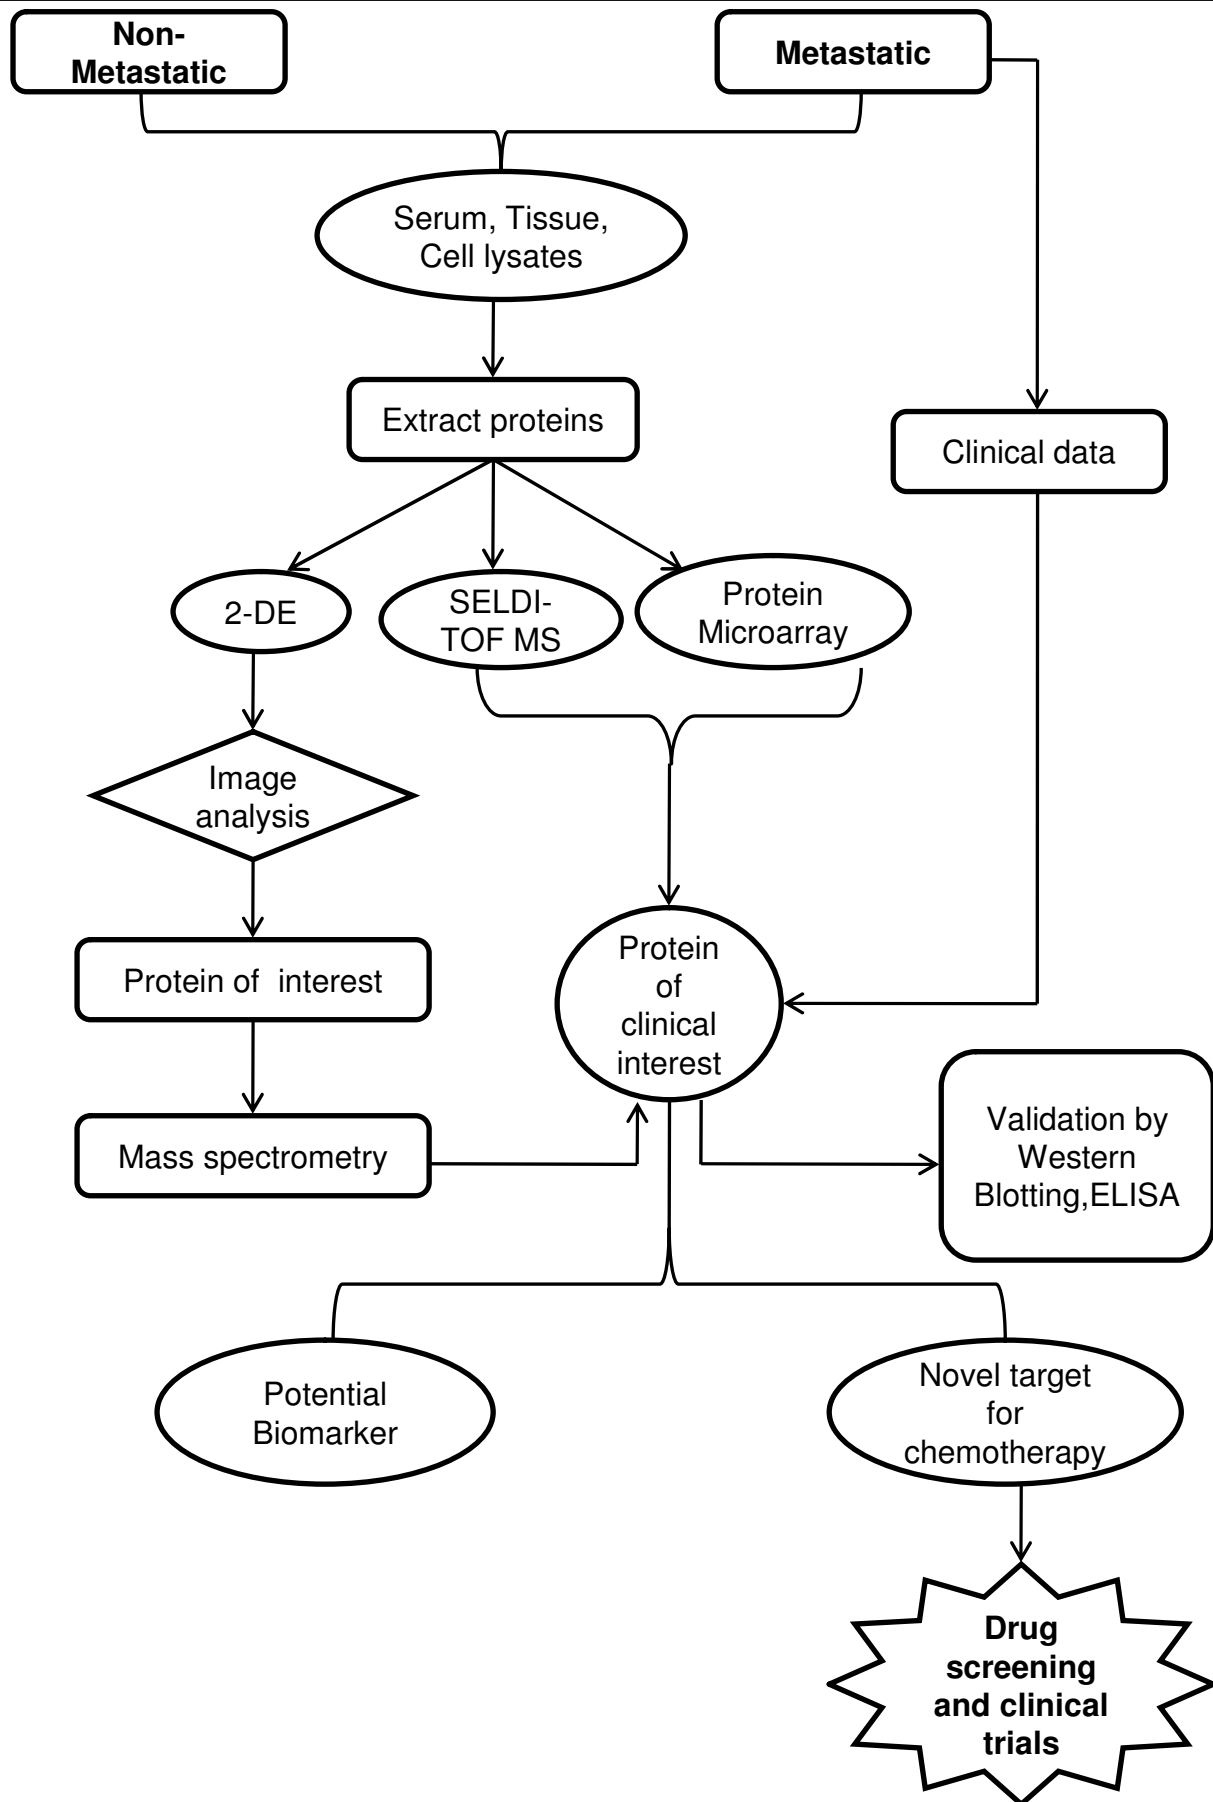 Non-
Metastatic
Metastatic
Serum, Tissue,
Cell lysates
Extract proteins
Clinical data
2-DE
SELDI-
TOF MS
Protein
Microarray
Image
analysis
Protein of  interest
Protein
of
clinical
interest
Mass spectrometry
Validation by
Western
Blotting,ELISA
Potential
Biomarker
Novel target
for
chemotherapy
Drug
screening
and clinical
trials